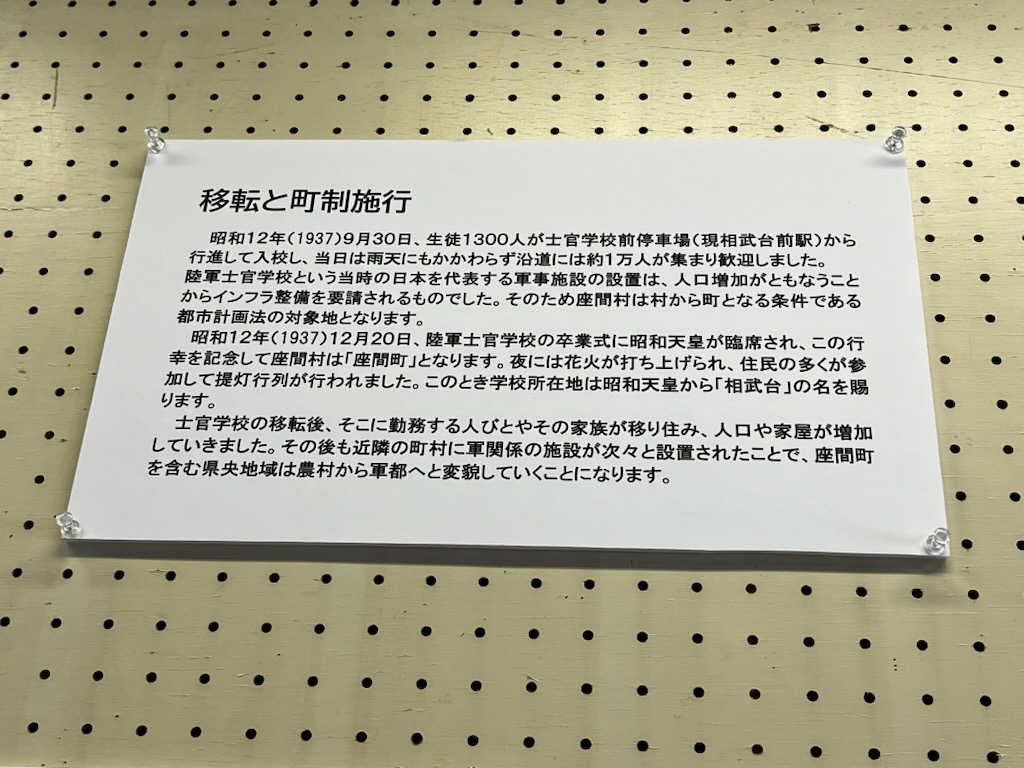 移転と町制施行
昭和12年(1937)9月30日、生徒1300人が士官学校前停車場(現相武台前駅)から
行進して入校し、当日は雨天にもかかわらず沿道には約1万人が集まり歓迎しました。
陸軍士官学校という当時の日本を代表する軍事施設の設置は、人口増加がともなうこと
からインフラ整備を要請されるものでした。そのため座間村は村から町となる条件である
都市計画法の対象地となります。
昭和12年(1937)12月20日、陸軍士官学校の卒業式に昭和天皇が臨席され、この行
幸を記念して座間村は「座間町」となります。夜には花火が打ち上げられ、住民の多くが参
加して提灯行列が行われました。このとき学校所在地は昭和天皇から「相武台」の名を賜
ります。
士官学校の移転後、そこに勤務する人びとやその家族が移り住み、人口や家屋が増加
していきました。その後も近隣の町村に軍関係の施設が次々と設置されたことで、座間町
を含む県央地域は農村から軍都へと変貌していくことになります。